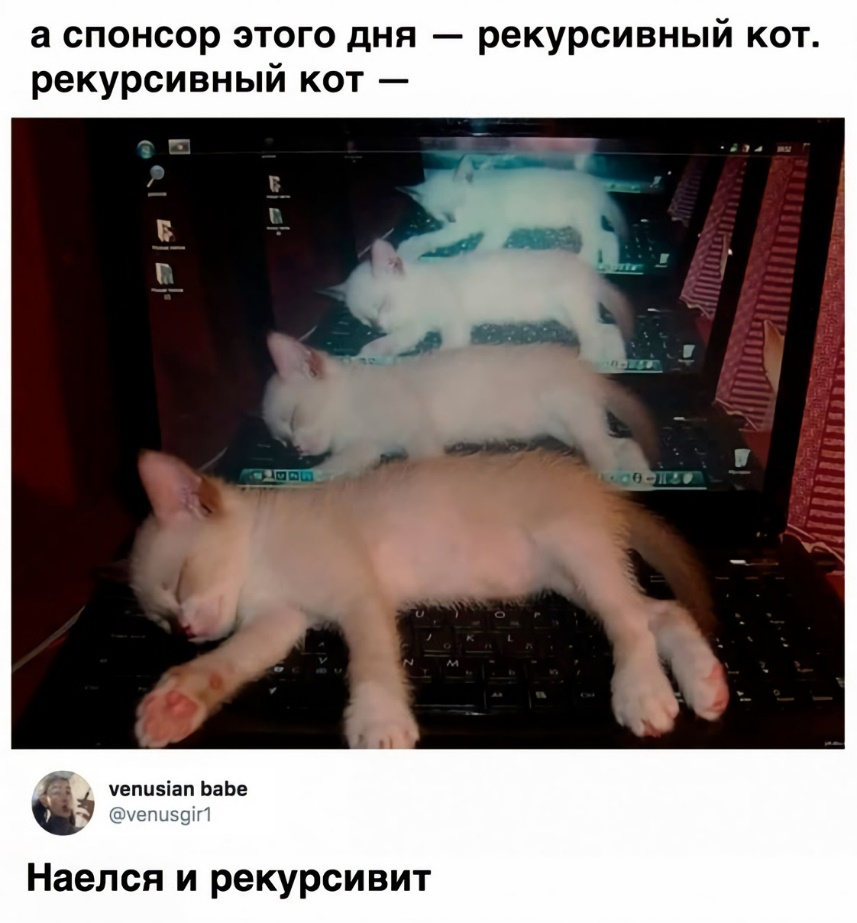 а спонсор этого дня — рекурсивный кот.
рекурсивный кот —
U O P
J K L
V N M
venusian babe
@venusgir1
Наелся и рекурсивит